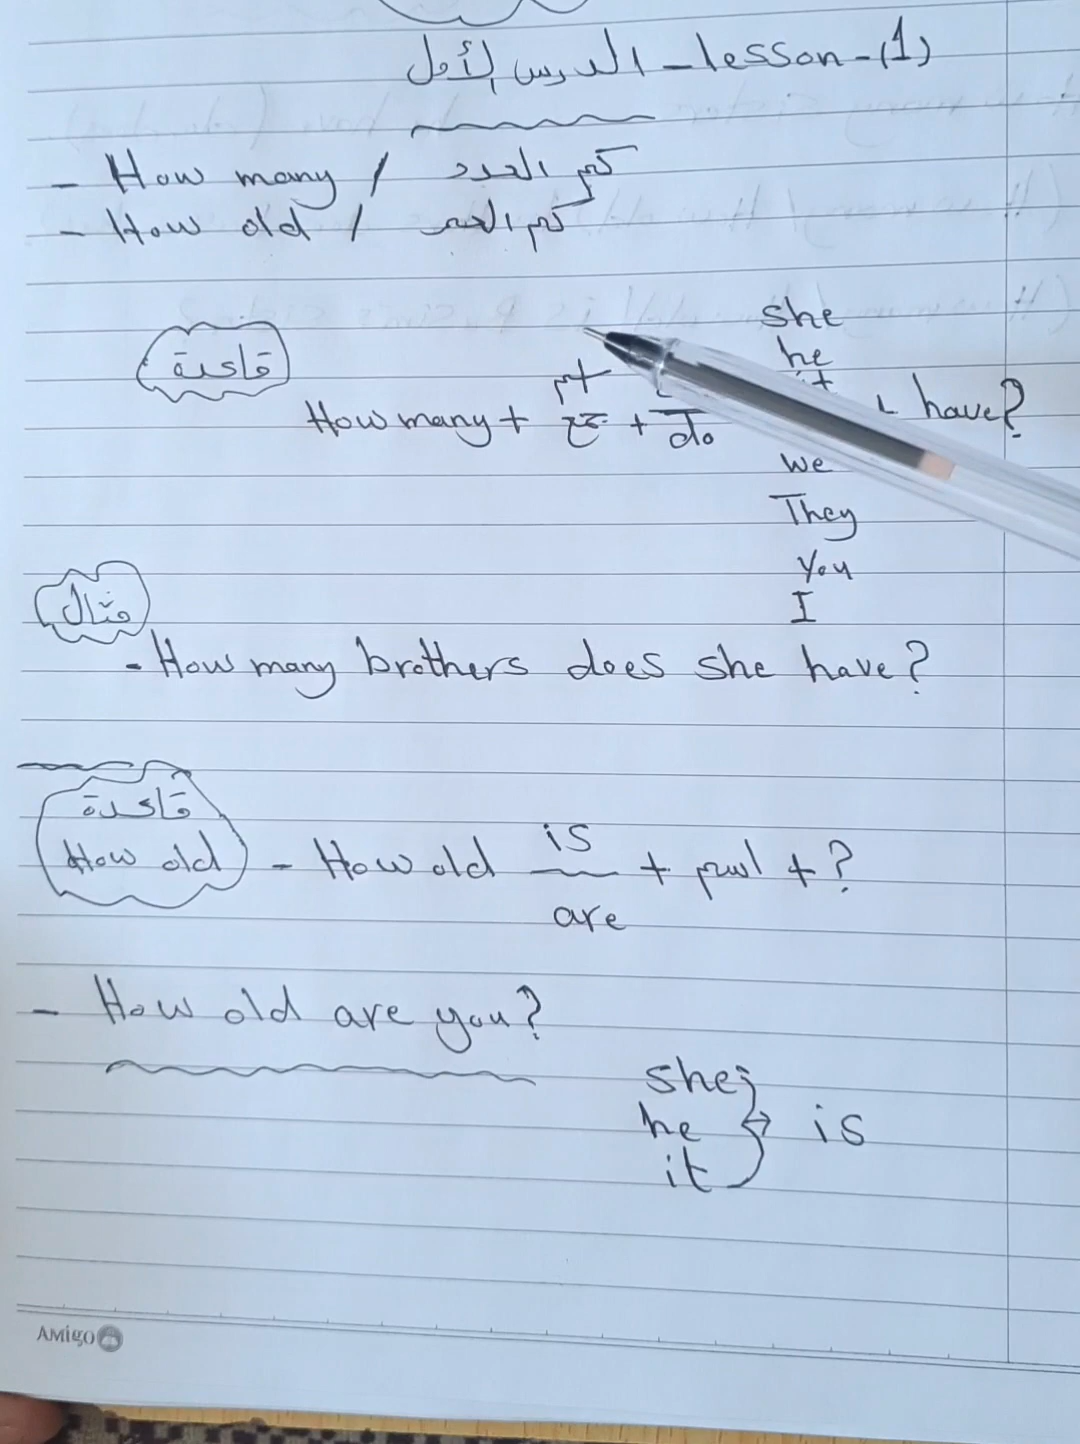 الدرس الأول - lesson - (1)
- How many / كم العدد
- How old / كم العمر
قاعدة
she
he
it
How many + اسم جمع + do + have?
we
They
You
I
مثال
- How many brothers does she have?
قاعدة
How old
- How old is / are + اسم + ?
- How old are you?
she
he
it
is
AMigo